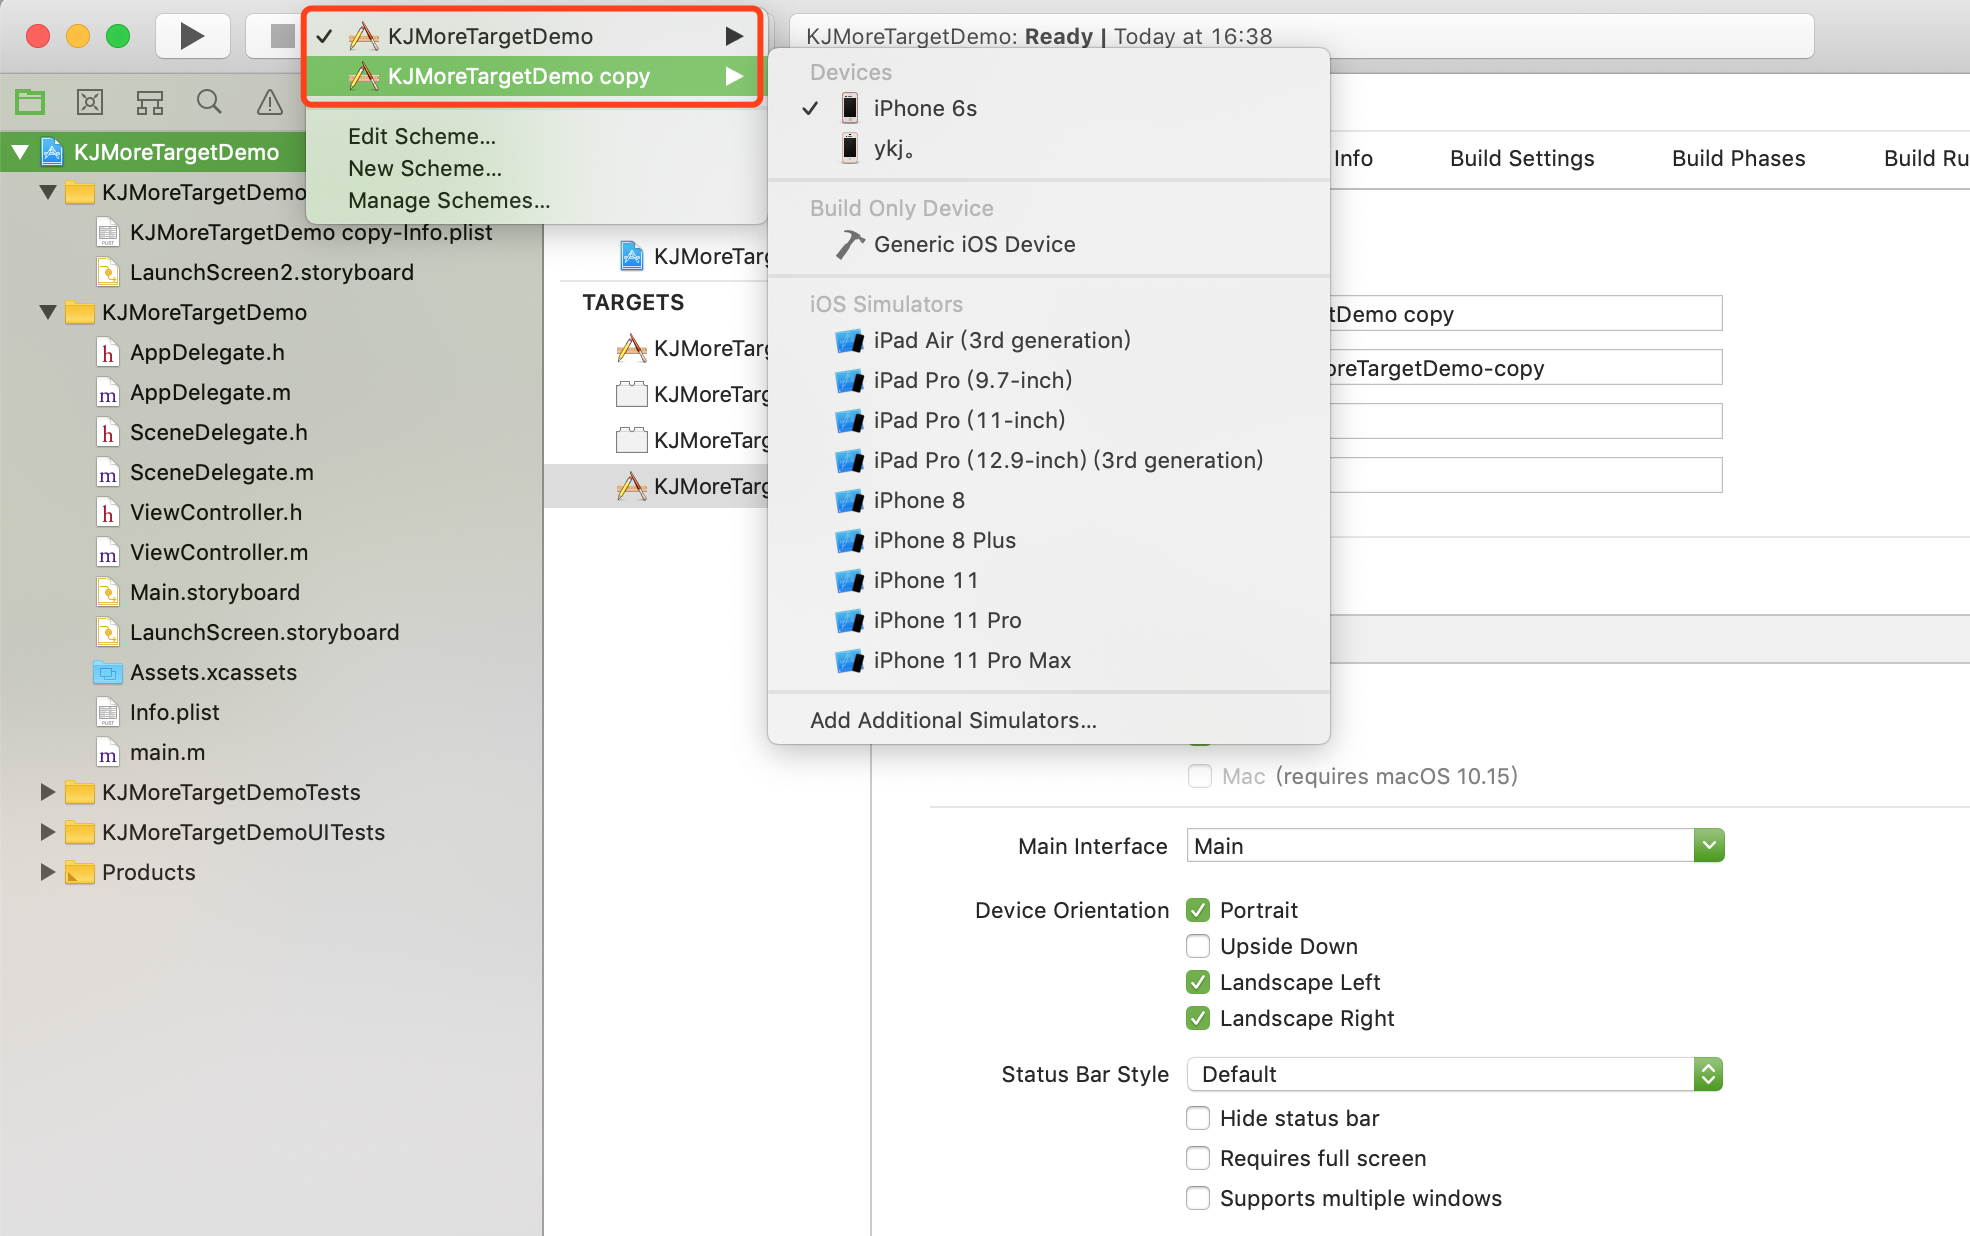 KJMoreTargetDemo
KJMoreTargetDemo copy
Edit Scheme...
New Scheme...
Manage Schemes...
KJMoreTargetDemo: Ready | Today at 16:38
Devices
iPhone 6s
ykj。
Build Only Device
Generic iOS Device
iOS Simulators
iPad Air (3rd generation)
iPad Pro (9.7-inch)
iPad Pro (11-inch)
iPad Pro (12.9-inch) (3rd generation)
iPhone 8
iPhone 8 Plus
iPhone 11
iPhone 11 Pro
iPhone 11 Pro Max
Add Additional Simulators...
KJMoreTargetDemo
KJMoreTargetDemo
KJMoreTargetDemo copy-Info.plist
LaunchScreen2.storyboard
KJMoreTargetDemo
AppDelegate.h
AppDelegate.m
SceneDelegate.h
SceneDelegate.m
ViewController.h
ViewController.m
Main.storyboard
LaunchScreen.storyboard
Assets.xcassets
Info.plist
main.m
KJMoreTargetDemoTests
KJMoreTargetDemoUITests
Products
KJMoreTarg
TARGETS
KJMoreTarg
KJMoreTarg
KJMoreTarg
KJMoreTarg
Info
Build Settings
Build Phases
Build Ru
tDemo copy
oreTargetDemo-copy
Mac (requires macOS 10.15)
Main Interface Main
Device Orientation Portrait
Upside Down
Landscape Left
Landscape Right
Status Bar Style Default
Hide status bar
Requires full screen
Supports multiple windows